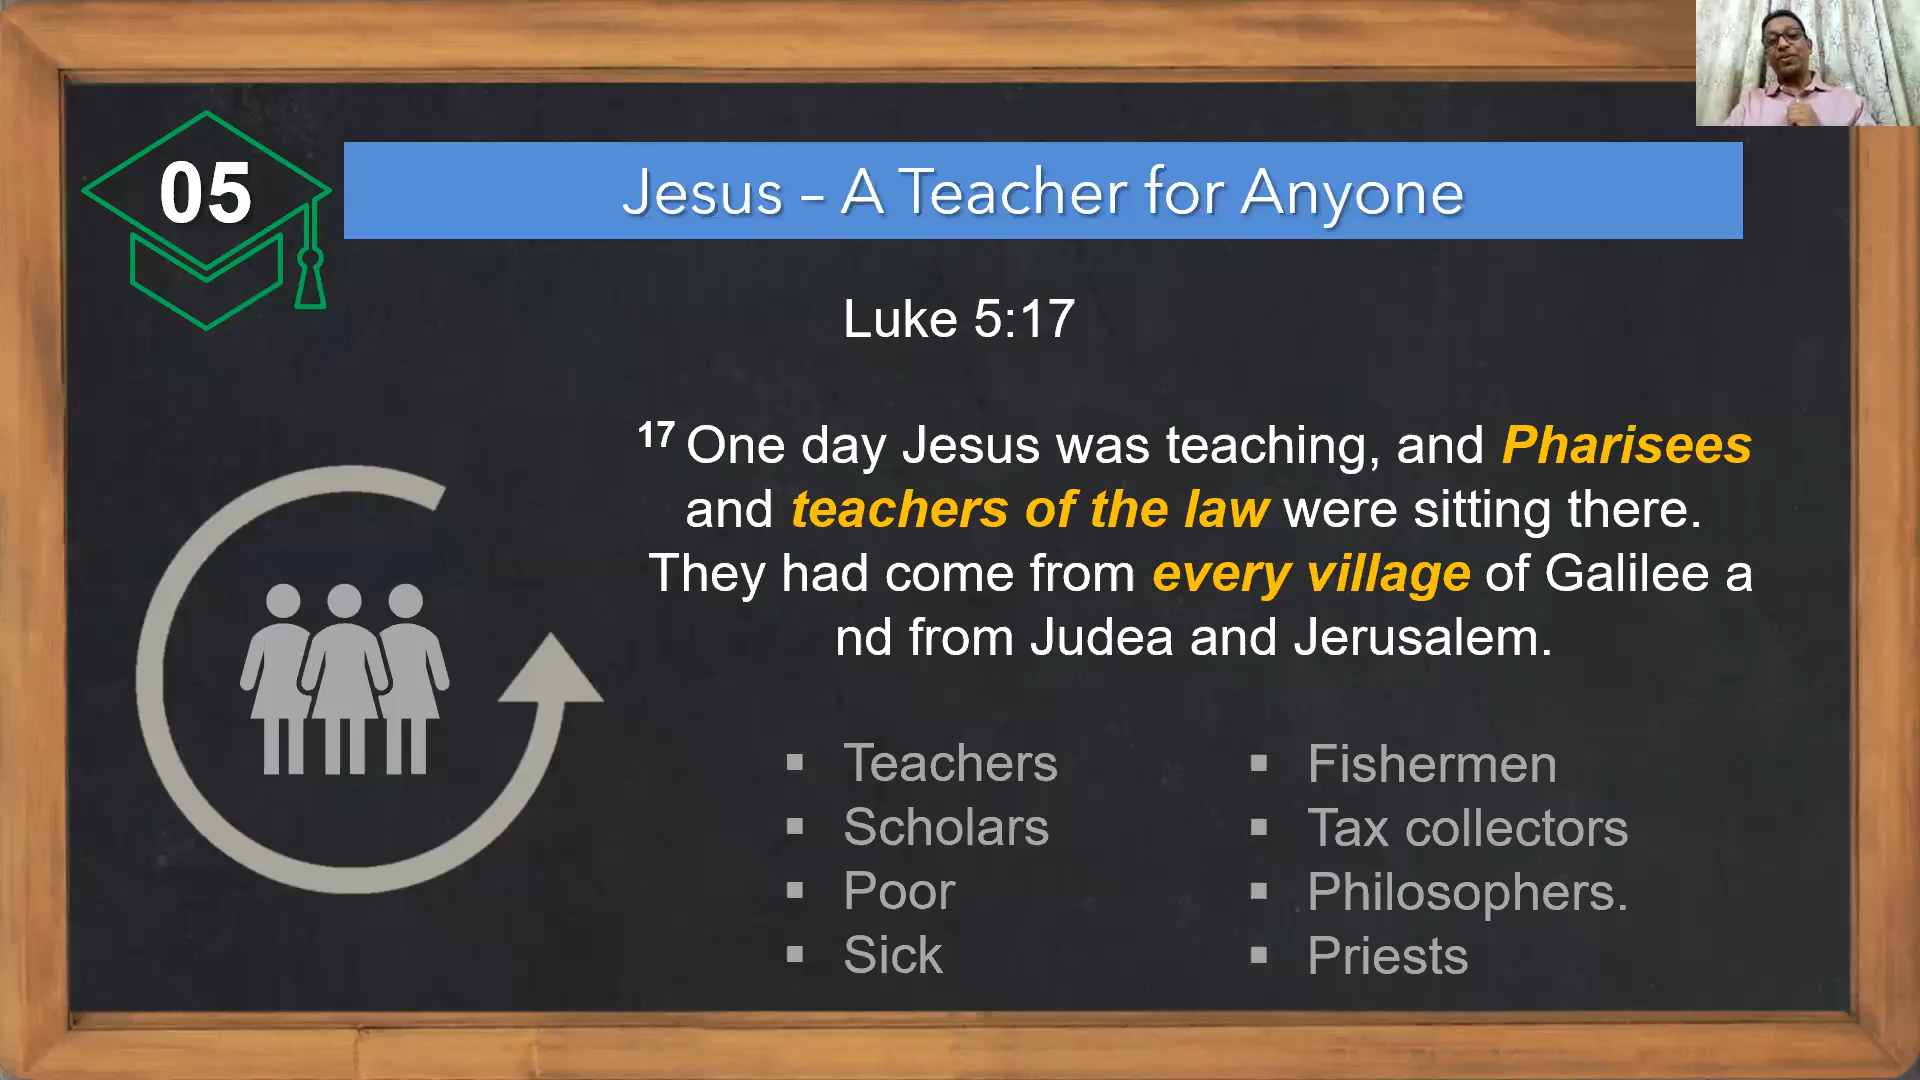 05
Jesus – A Teacher for Anyone
Luke 5:17
17 One day Jesus was teaching, and Pharisees
and teachers of the law were sitting there.
They had come from every village of Galilee a
nd from Judea and Jerusalem.
▪ Teachers
▪ Scholars
▪ Poor
▪ Sick
▪ Fishermen
▪ Tax collectors
▪ Philosophers.
▪ Priests